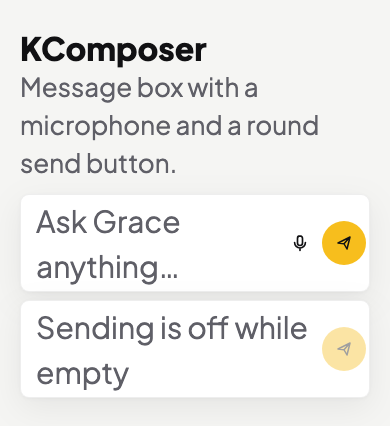 KComposer
Message box with a
microphone and a round
send button.
Ask Grace
anything...
Sending is off while
empty